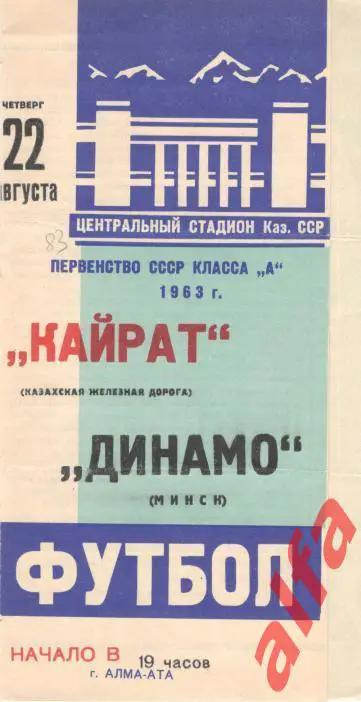 ЧЕТВЕРГ
22
августа
ЦЕНТРАЛЬНЫЙ СТАДИОН Каз. ССР
83
ПЕРВЕНСТВО СССР КЛАССА „А"
1963 г.
„КАЙРАТ"
(КАЗАХСКАЯ ЖЕЛЕЗНАЯ ДОРОГА)
„ДИНАМО"
(МИНСК)
ФУТБОЛ
НАЧАЛО В 19 часов
г. АЛМА-АТА
alfa